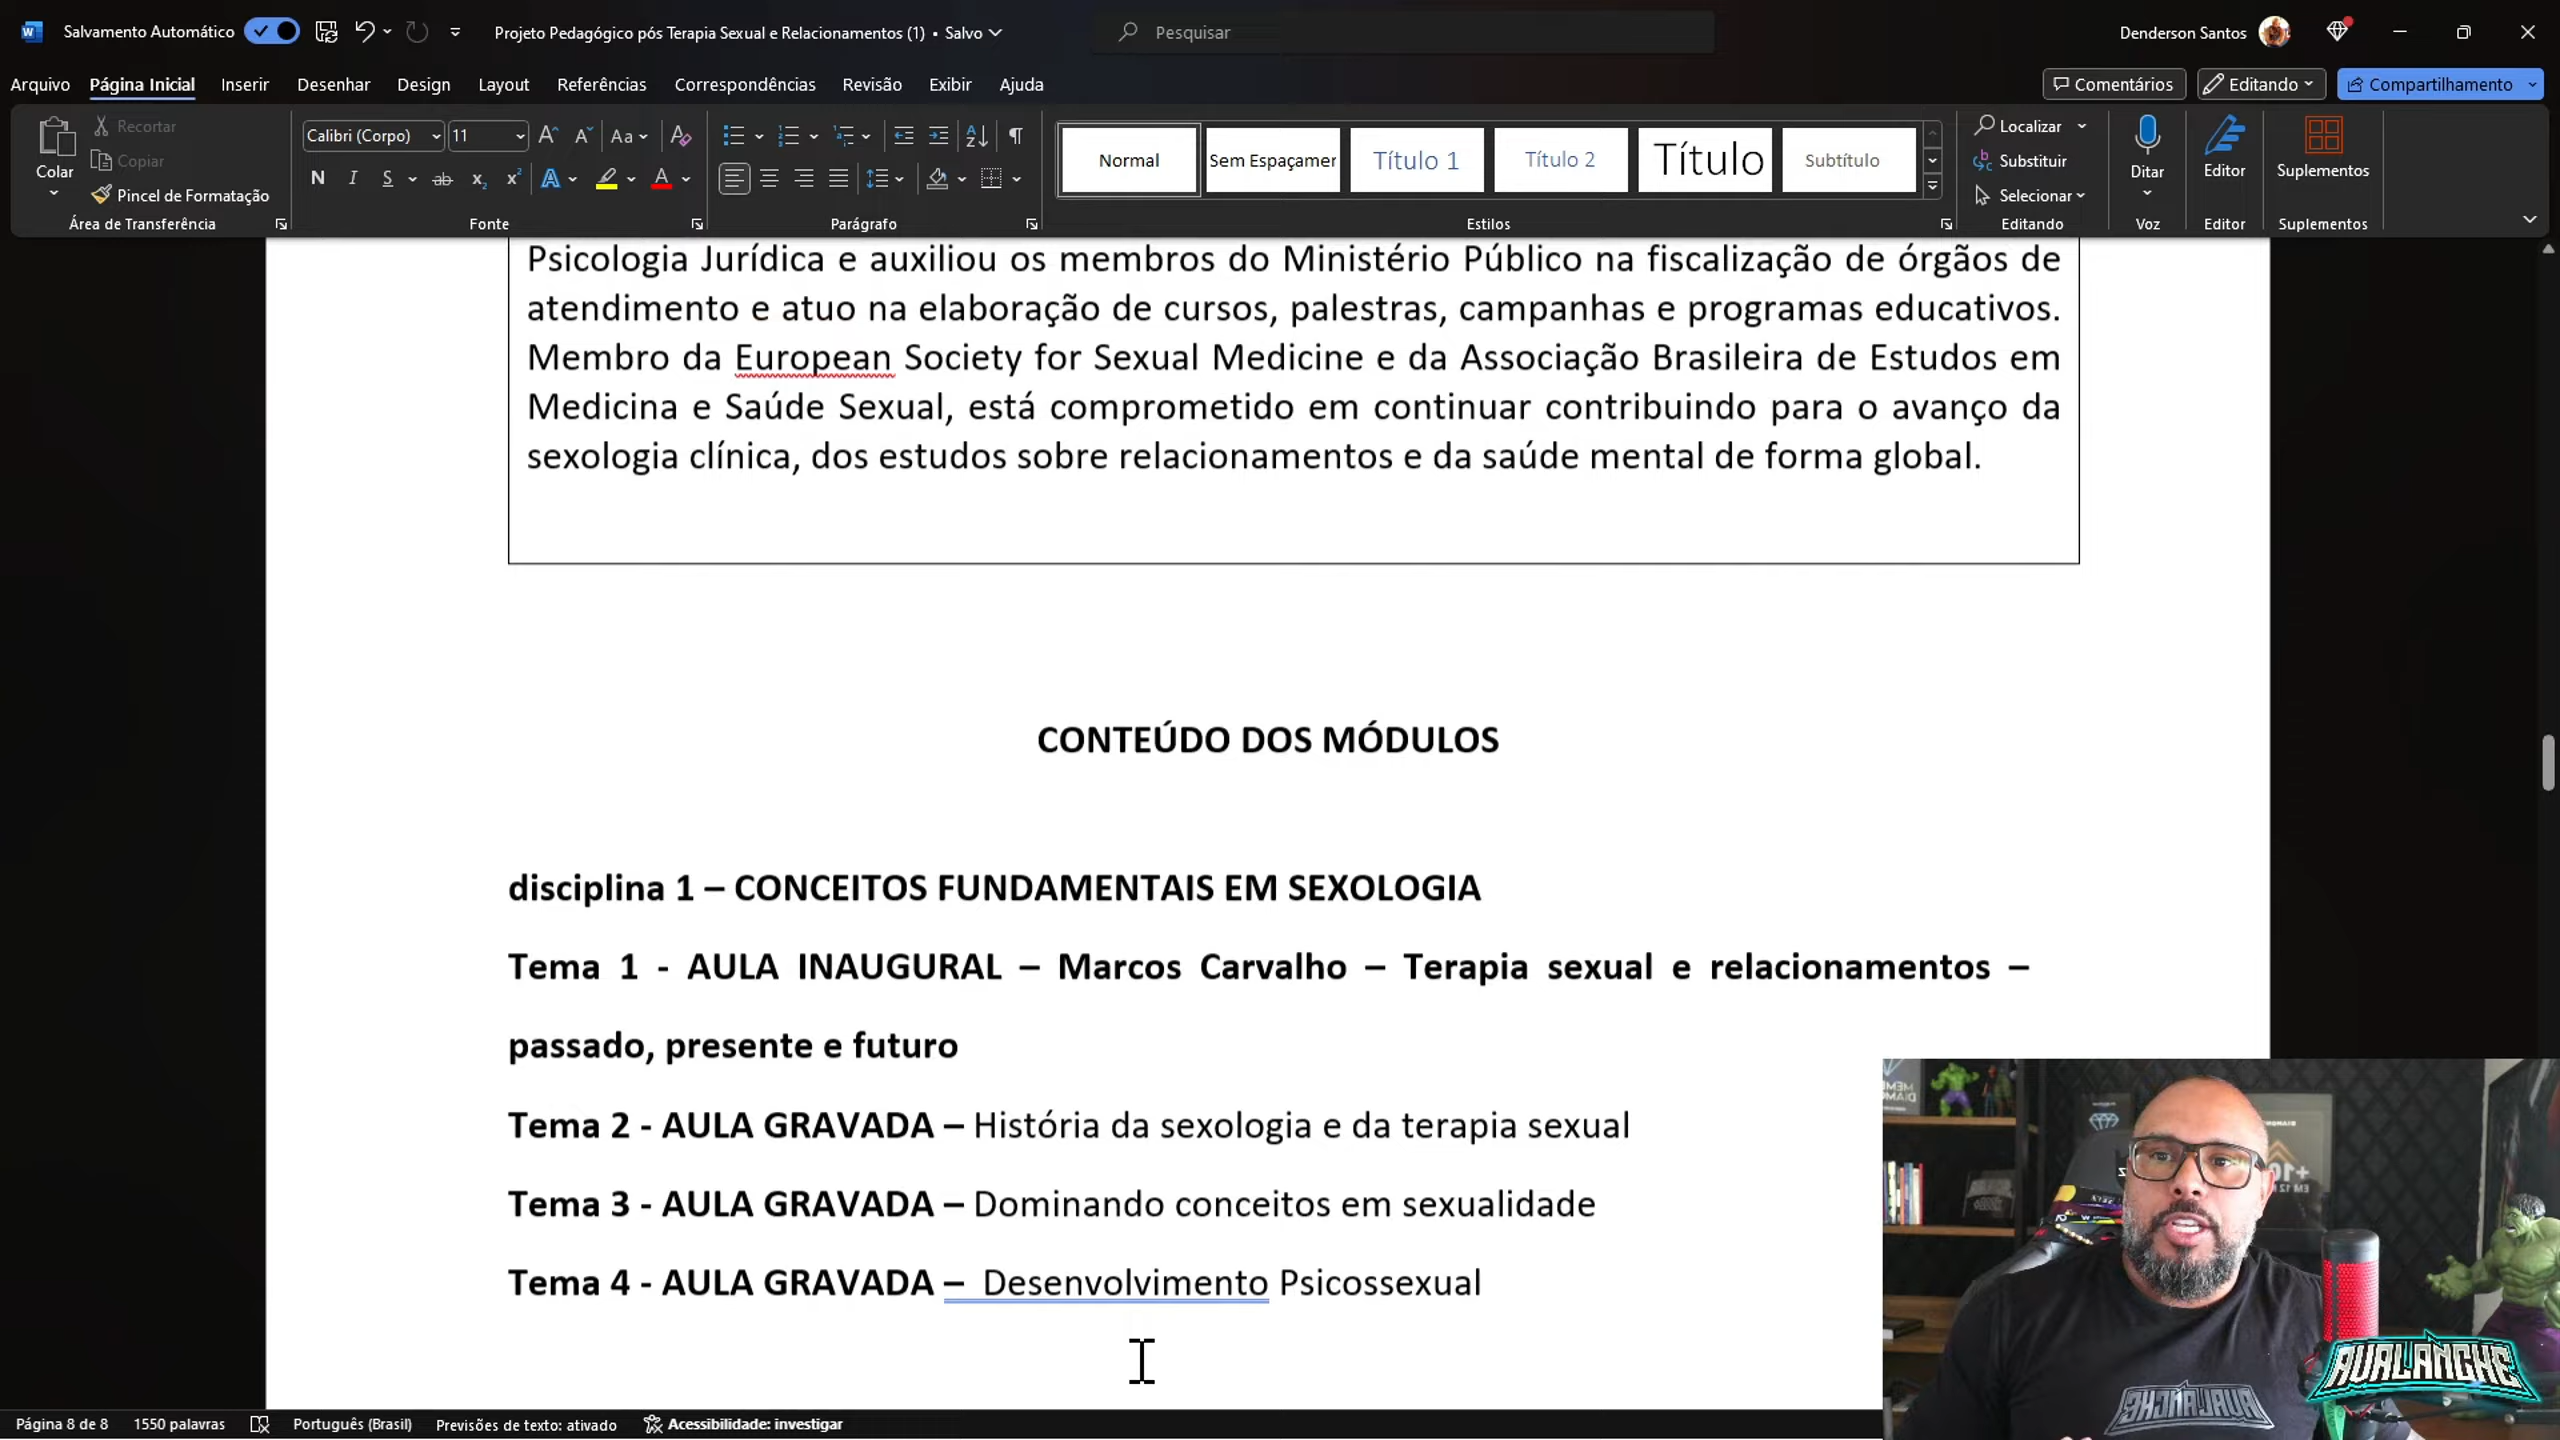 Salvamento Automático
Projeto Pedagógico pós Terapia Sexual e Relacionamentos (1) • Salvo
Pesquisar
Denderson Santos
Arquivo Página Inicial Inserir Desenhar Design Layout Referências Correspondências Revisão Exibir Ajuda
Comentários Editando Compartilhamento
Colar
Recortar
Copiar
Pincel de Formatação
Área de Transferência
Calibri (Corpo) 11
Fonte
Parágrafo
Normal
Sem Espaçamer
Título 1
Título 2
Título
Subtítulo
Estilos
Localizar
Substituir
Selecionar
Editando
Ditar
Voz
Editor
Editor
Suplementos
Suplementos
Psicologia Jurídica e auxiliou os membros do Ministério Público na fiscalização de órgãos de
atendimento e atuo na elaboração de cursos, palestras, campanhas e programas educativos.
Membro da European Society for Sexual Medicine e da Associação Brasileira de Estudos em
Medicina e Saúde Sexual, está comprometido em continuar contribuindo para o avanço da
sexologia clínica, dos estudos sobre relacionamentos e da saúde mental de forma global.
CONTEÚDO DOS MÓDULOS
disciplina 1 – CONCEITOS FUNDAMENTAIS EM SEXOLOGIA
Tema 1 - AULA INAUGURAL – Marcos Carvalho – Terapia sexual e relacionamentos –
passado, presente e futuro
Tema 2 - AULA GRAVADA – História da sexologia e da terapia sexual
Tema 3 - AULA GRAVADA – Dominando conceitos em sexualidade
Tema 4 - AULA GRAVADA – Desenvolvimento Psicossexual
AVALANCHE
Página 8 de 8 1550 palavras Português (Brasil) Previsões de texto: ativado Acessibilidade: investigar